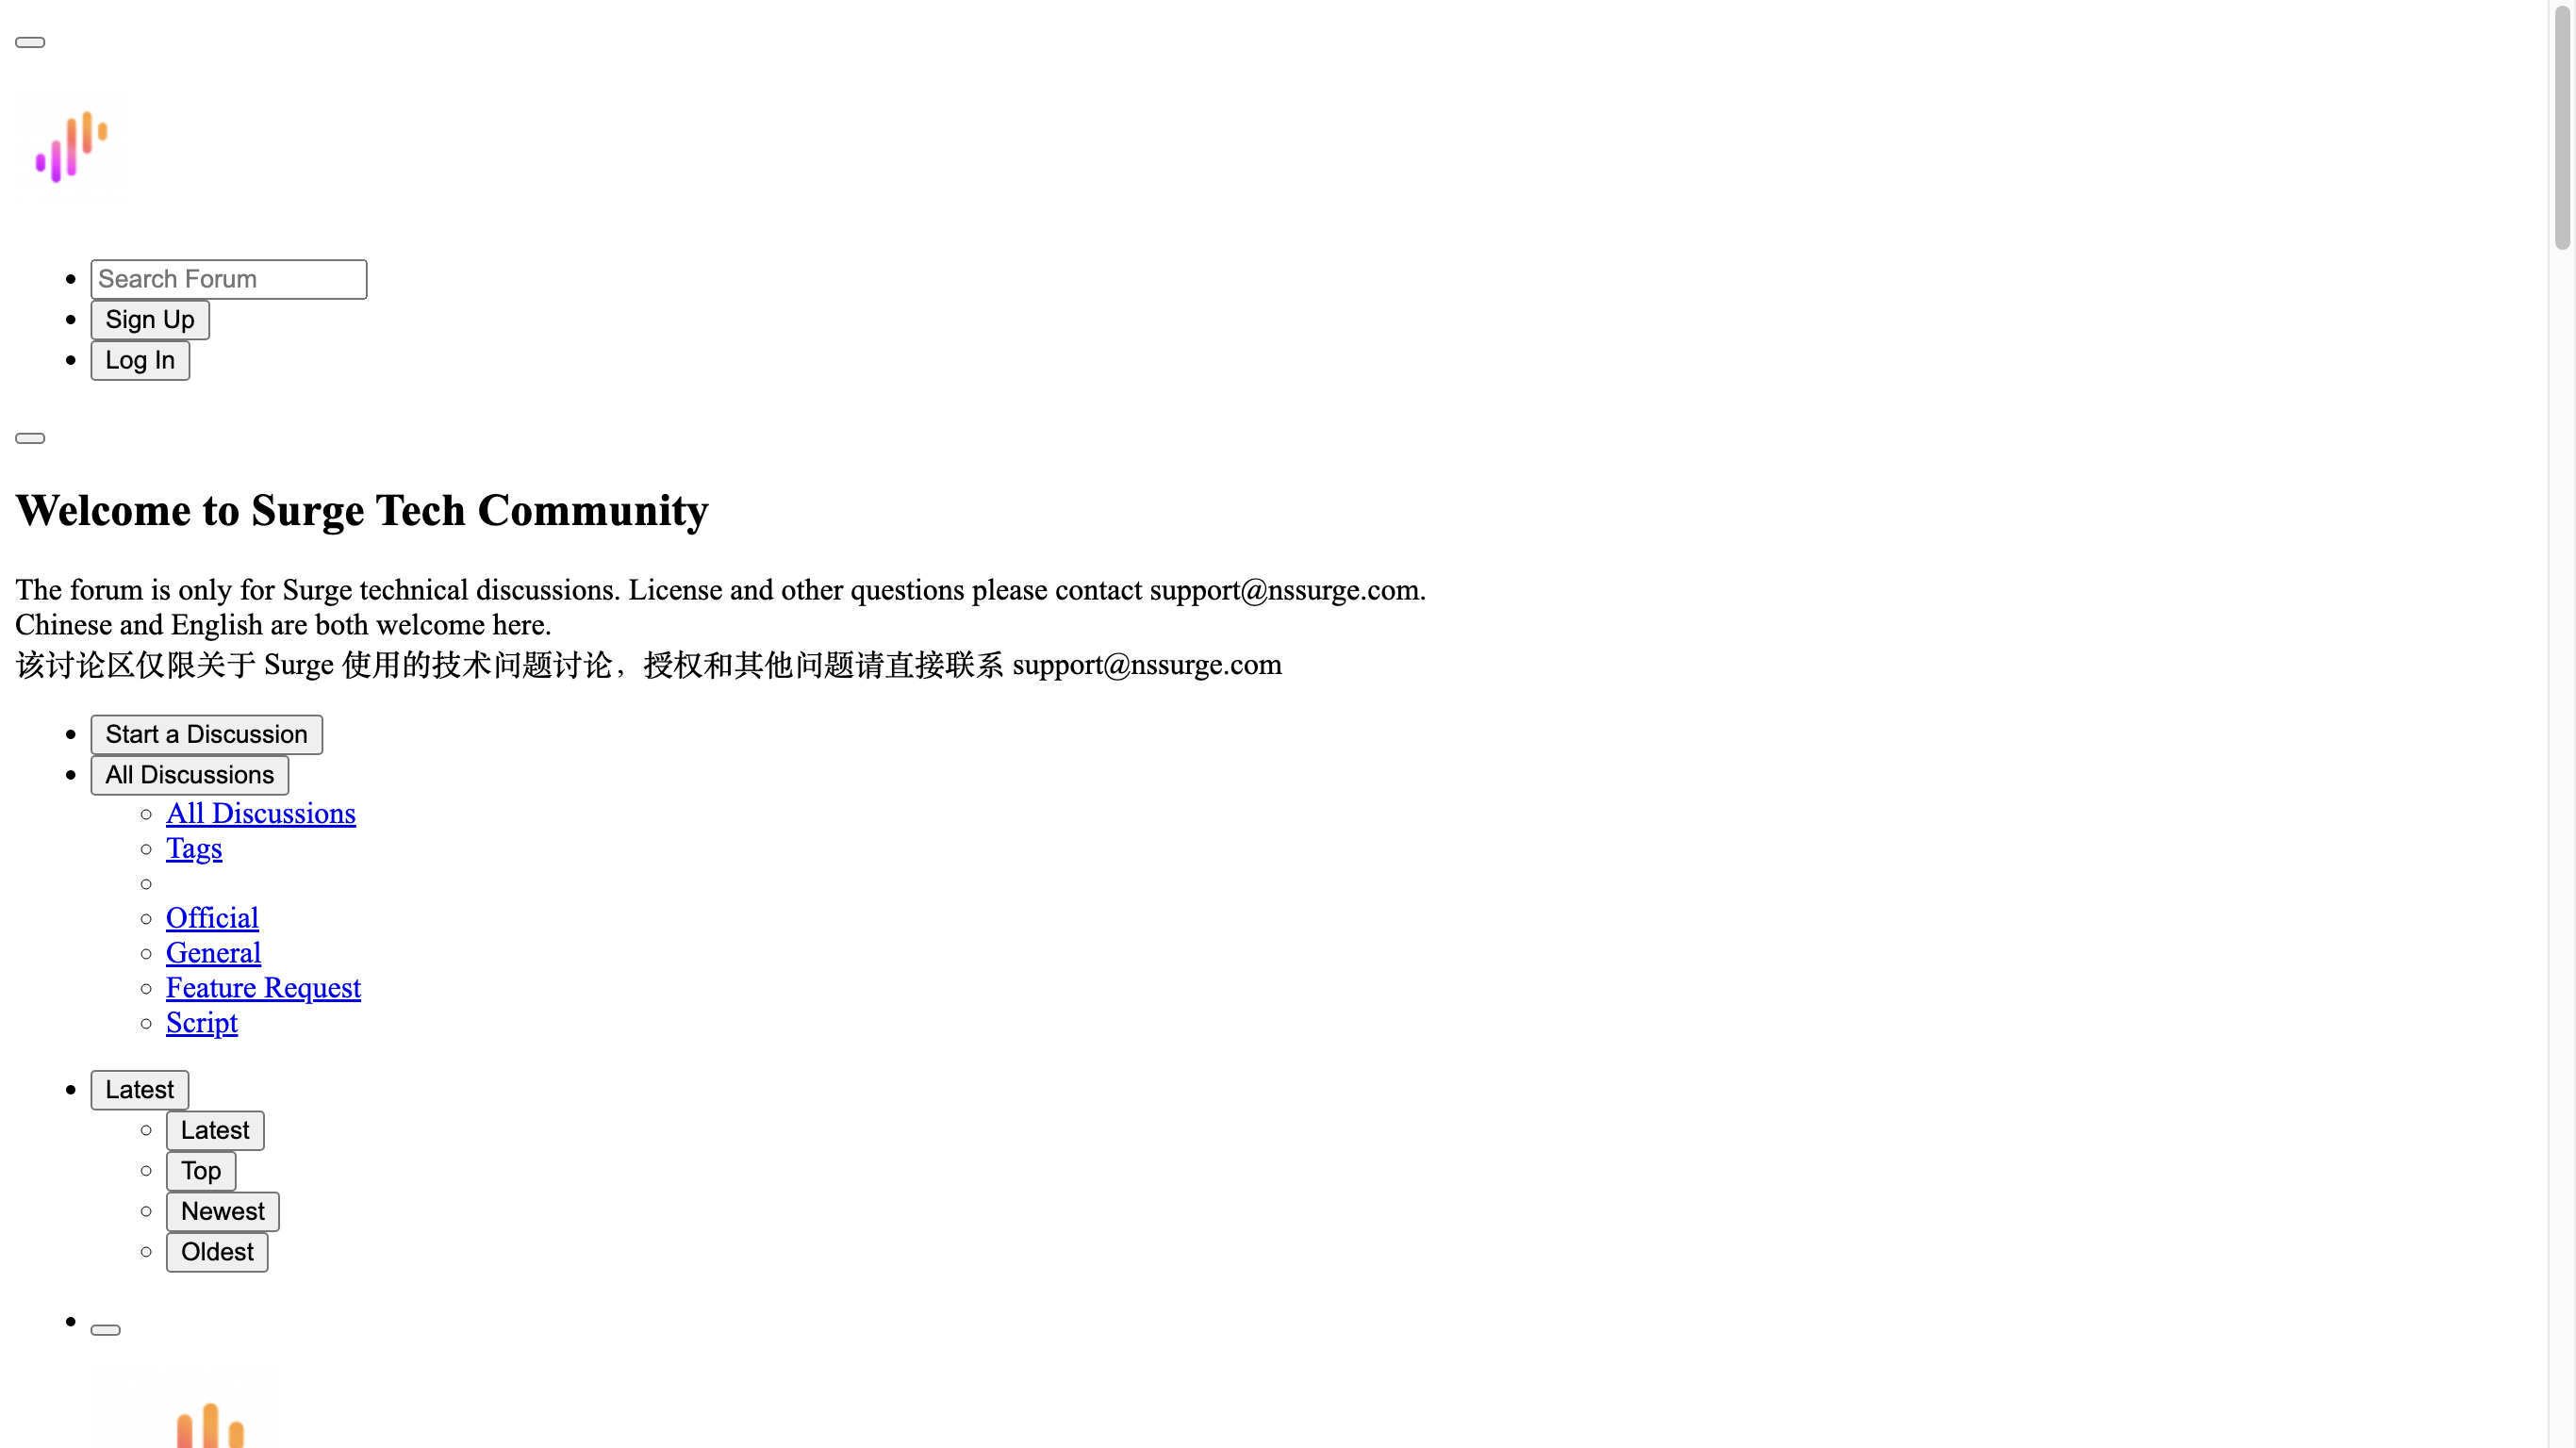 Search Forum
Sign Up
Log In
Welcome to Surge Tech Community
The forum is only for Surge technical discussions. License and other questions please contact support@nssurge.com.
Chinese and English are both welcome here.
该讨论区仅限关于 Surge 使用的技术问题讨论，授权和其他问题请直接联系 support@nssurge.com
Start a Discussion
All Discussions
All Discussions
Tags
Official
General
Feature Request
Script
Latest
Latest
Top
Newest
Oldest